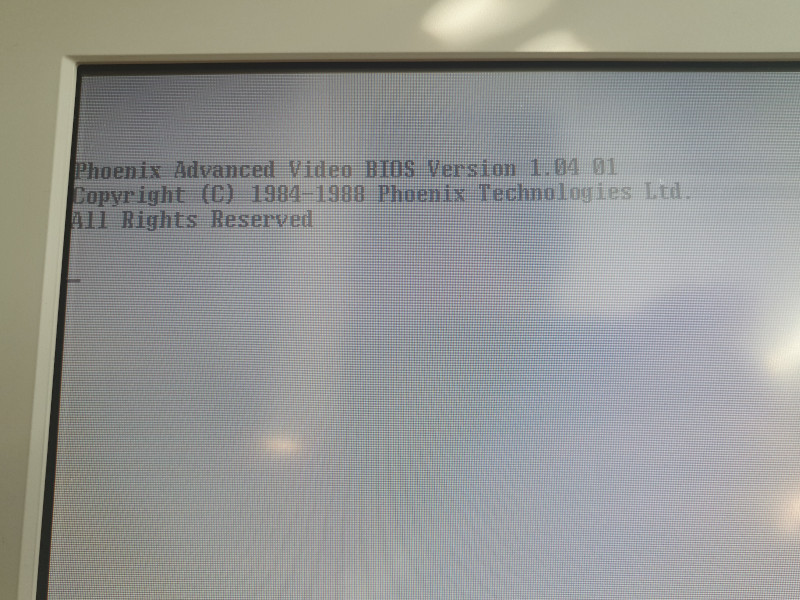 Phoenix Advanced Video BIOS Version 1.04 01
Copyright (C) 1984-1988 Phoenix Technologies Ltd.
All Rights Reserved